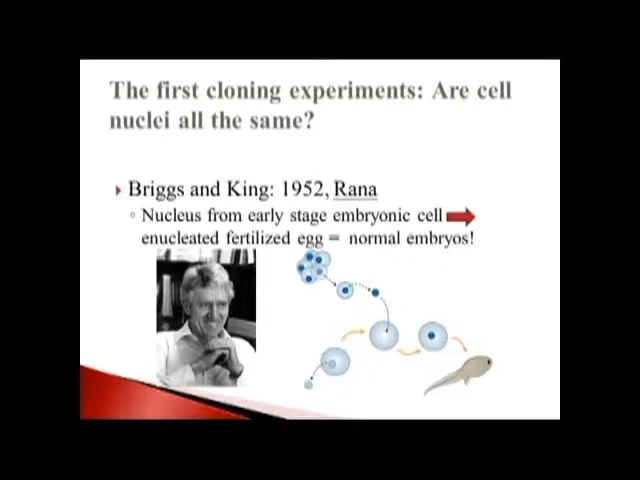 The first cloning experiments: Are cell
nuclei all the same?
Briggs and King: 1952, Rana
Nucleus from early stage embryonic cell
enucleated fertilized egg = normal embryos!